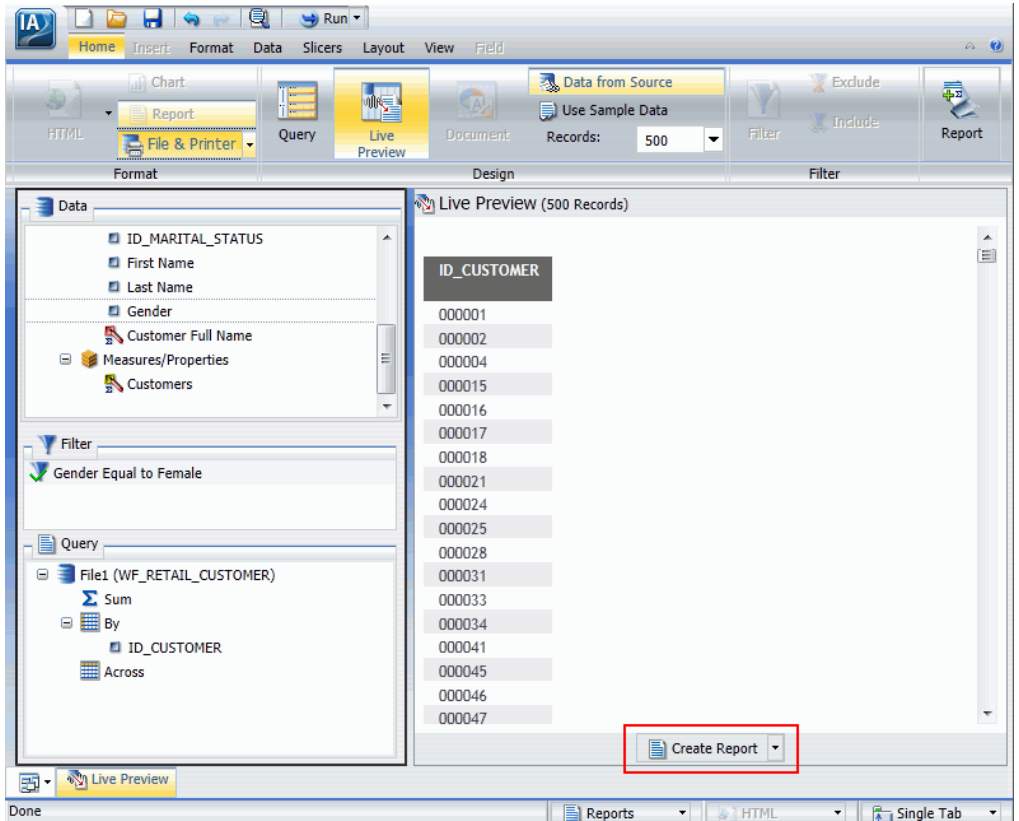 IA
Run
Home Insert Format Data Slicers Layout View Field
HTML
Chart
Report
File & Printer
Format
Query
Live Preview
Document
Data from Source
Use Sample Data
Records: 500
Design
Filter
Exclude
Include
Filter
Report
Data
ID_MARITAL_STATUS
First Name
Last Name
Gender
Customer Full Name
Measures/Properties
Customers
Filter
Gender Equal to Female
Query
File1 (WF_RETAIL_CUSTOMER)
Sum
By
ID_CUSTOMER
Across
Live Preview (500 Records)
ID_CUSTOMER
000001
000002
000004
000015
000016
000017
000018
000021
000024
000025
000028
000031
000033
000034
000041
000045
000046
000047
Create Report
Live Preview
Done
Reports
HTML
Single Tab